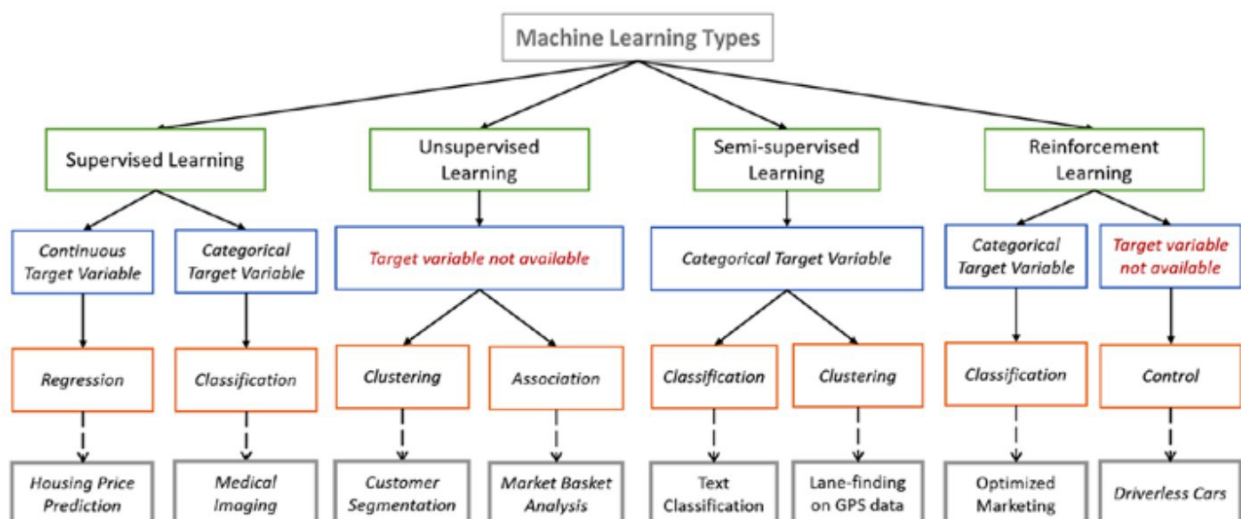 Machine Learning Types
Supervised Learning
Unsupervised
Learning
Semi-supervised
Learning
Reinforcement
Learning
Continuous
Target Variable
Categorical
Target Variable
Target variable not available
Categorical Target Variable
Categorical
Target Variable
Target variable
not available
Regression
Classification
Clustering
Association
Classification
Clustering
Classification
Control
Housing Price
Prediction
Medical
Imaging
Customer
Segmentation
Market Basket
Analysis
Text
Classification
Lane-finding
on GPS data
Optimized
Marketing
Driverless Cars